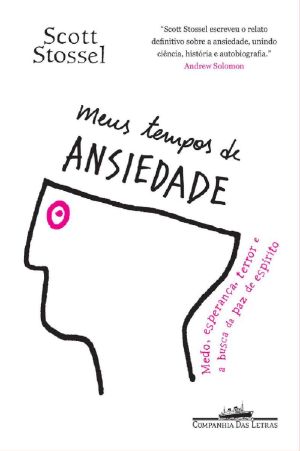 Scott
Stossel
"Scott Stossel escreveu o relato
definitivo sobre a ansiedade, unindo
ciência, história e autobiografia."
Andrew Solomon
Meus tempos de
ANSIEDADE
Medo, esperança, terror e
a busca da paz de espírito
COMPANHIA DAS LETRAS